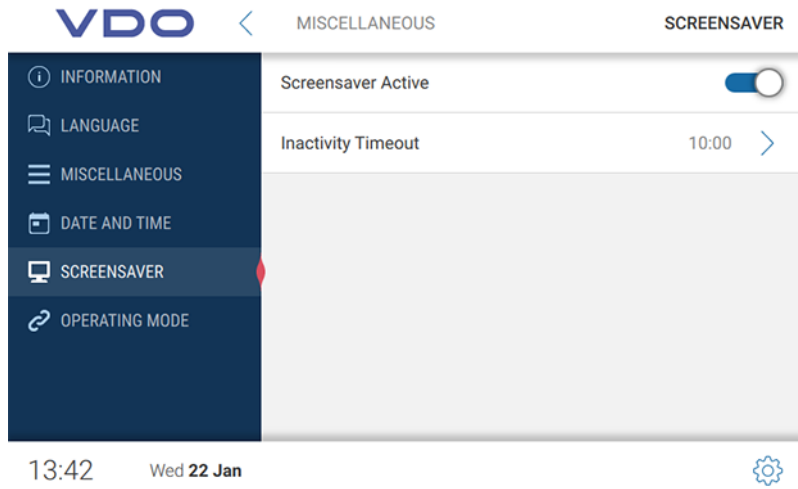 VDO
MISCELLANEOUS
SCREENSAVER
INFORMATION
LANGUAGE
MISCELLANEOUS
DATE AND TIME
SCREENSAVER
OPERATING MODE
Screensaver Active
Inactivity Timeout 10:00
13:42 Wed 22 Jan